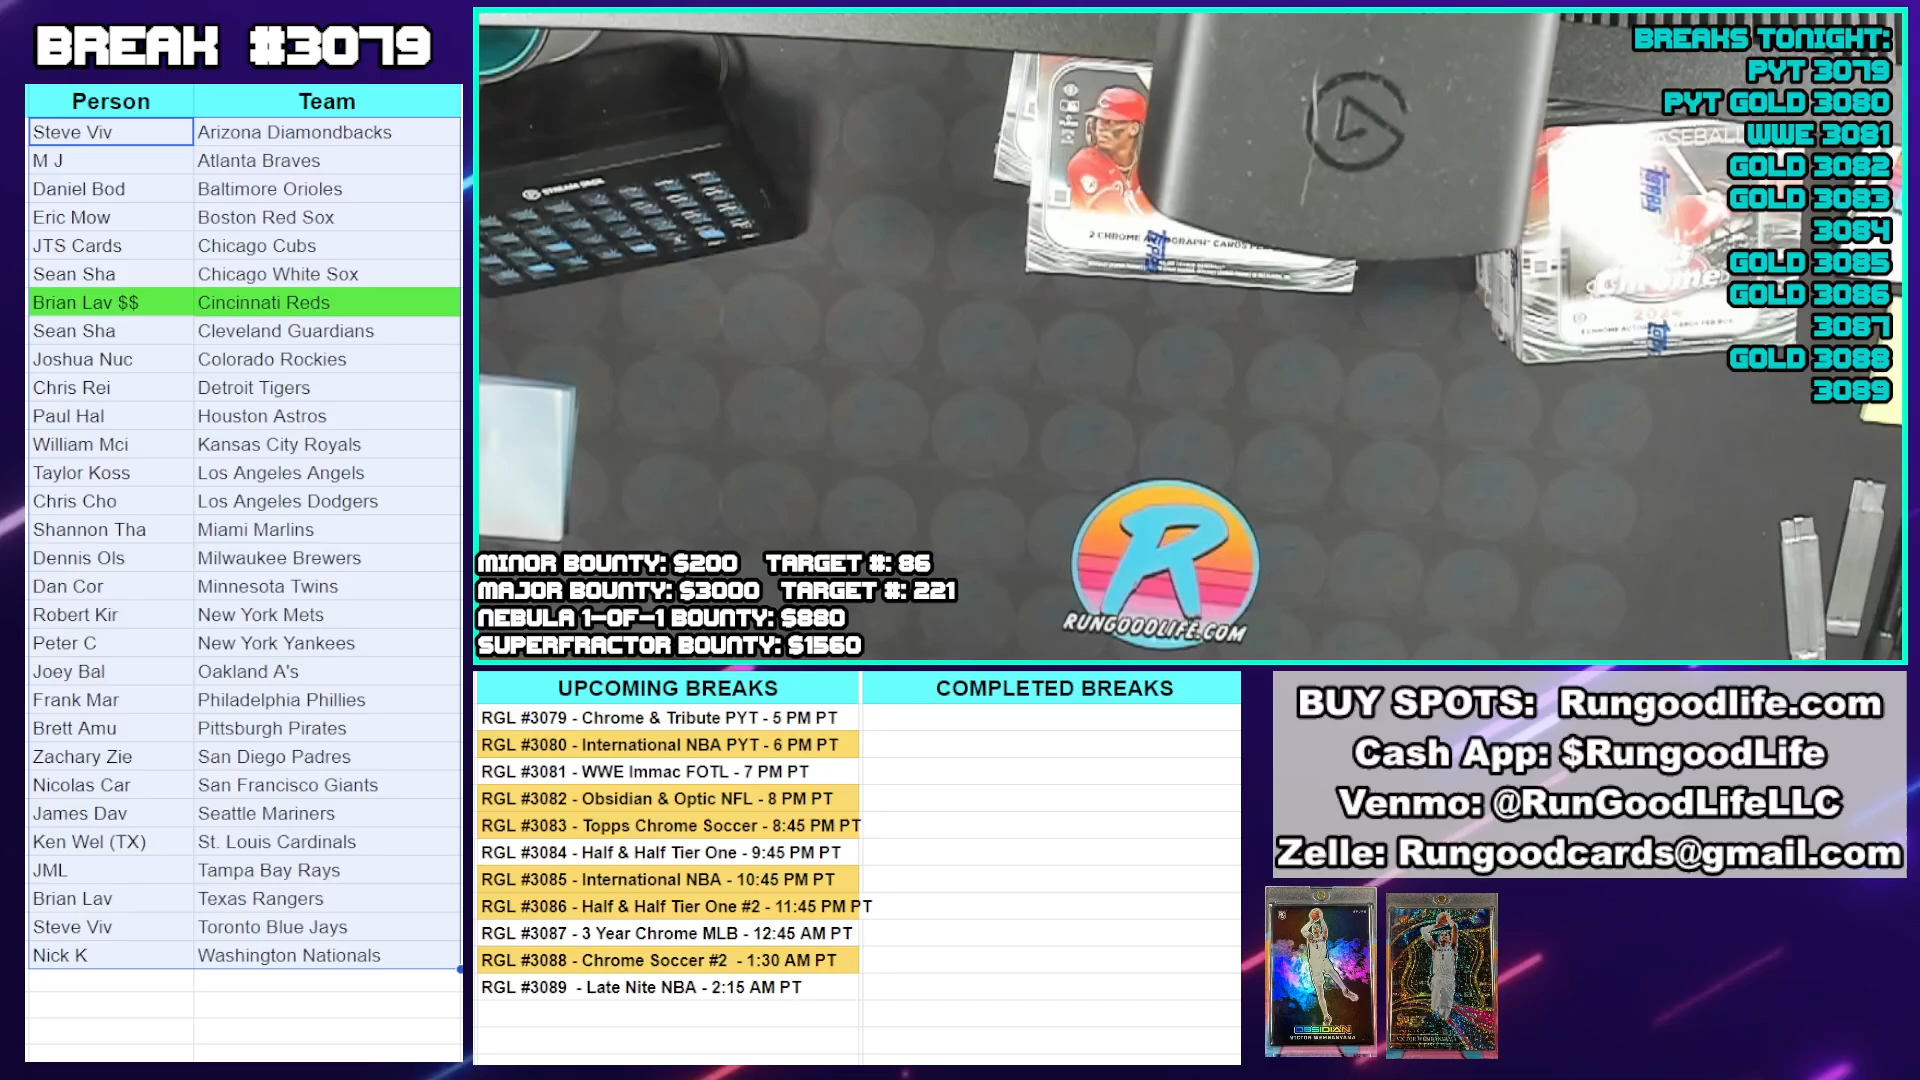 BREAK #3079
Person Team
Steve Viv Arizona Diamondbacks
M J Atlanta Braves
Daniel Bod Baltimore Orioles
Eric Mow Boston Red Sox
JTS Cards Chicago Cubs
Sean Sha Chicago White Sox
Brian Lav $$ Cincinnati Reds
Sean Sha Cleveland Guardians
Joshua Nuc Colorado Rockies
Chris Rei Detroit Tigers
Paul Hal Houston Astros
William Mci Kansas City Royals
Taylor Koss Los Angeles Angels
Chris Cho Los Angeles Dodgers
Shannon Tha Miami Marlins
Dennis Ols Milwaukee Brewers
Dan Cor Minnesota Twins
Robert Kir New York Mets
Peter C New York Yankees
Joey Bal Oakland A's
Frank Mar Philadelphia Phillies
Brett Amu Pittsburgh Pirates
Zachary Zie San Diego Padres
Nicolas Car San Francisco Giants
James Dav Seattle Mariners
Ken Wel (TX) St. Louis Cardinals
JML Tampa Bay Rays
Brian Lav Texas Rangers
Steve Viv Toronto Blue Jays
Nick K Washington Nationals
STREAM DECK
2 CHROME
topps
BASEBALL
topps
Chrome
2024
BREAKS TONIGHT:
PYT 3079
PYT GOLD 3080
WWE 3081
GOLD 3082
GOLD 3083
3084
GOLD 3085
GOLD 3086
3087
GOLD 3088
3089
MINOR BOUNTY: $200 TARGET #: 86
MAJOR BOUNTY: $3000 TARGET #: 221
NEBULA 1-OF-1 BOUNTY: $880
SUPERFRACTOR BOUNTY: $1560
R
RUNGOODLIFE.COM
UPCOMING BREAKS COMPLETED BREAKS
RGL #3079 - Chrome & Tribute PYT - 5 PM PT
RGL #3080 - International NBA PYT - 6 PM PT
RGL #3081 - WWE Immac FOTL - 7 PM PT
RGL #3082 - Obsidian & Optic NFL - 8 PM PT
RGL #3083 - Topps Chrome Soccer - 8:45 PM PT
RGL #3084 - Half & Half Tier One - 9:45 PM PT
RGL #3085 - International NBA - 10:45 PM PT
RGL #3086 - Half & Half Tier One #2 - 11:45 PM PT
RGL #3087 - 3 Year Chrome MLB - 12:45 AM PT
RGL #3088 - Chrome Soccer #2 - 1:30 AM PT
RGL #3089 - Late Nite NBA - 2:15 AM PT
BUY SPOTS: Rungoodlife.com
Cash App: $RungoodLife
Venmo: @RunGoodLifeLLC
Zelle: Rungoodcards@gmail.com
OBSIDIAN
VICTOR WEMBANYAMA
VICTOR WEMBANYAMA